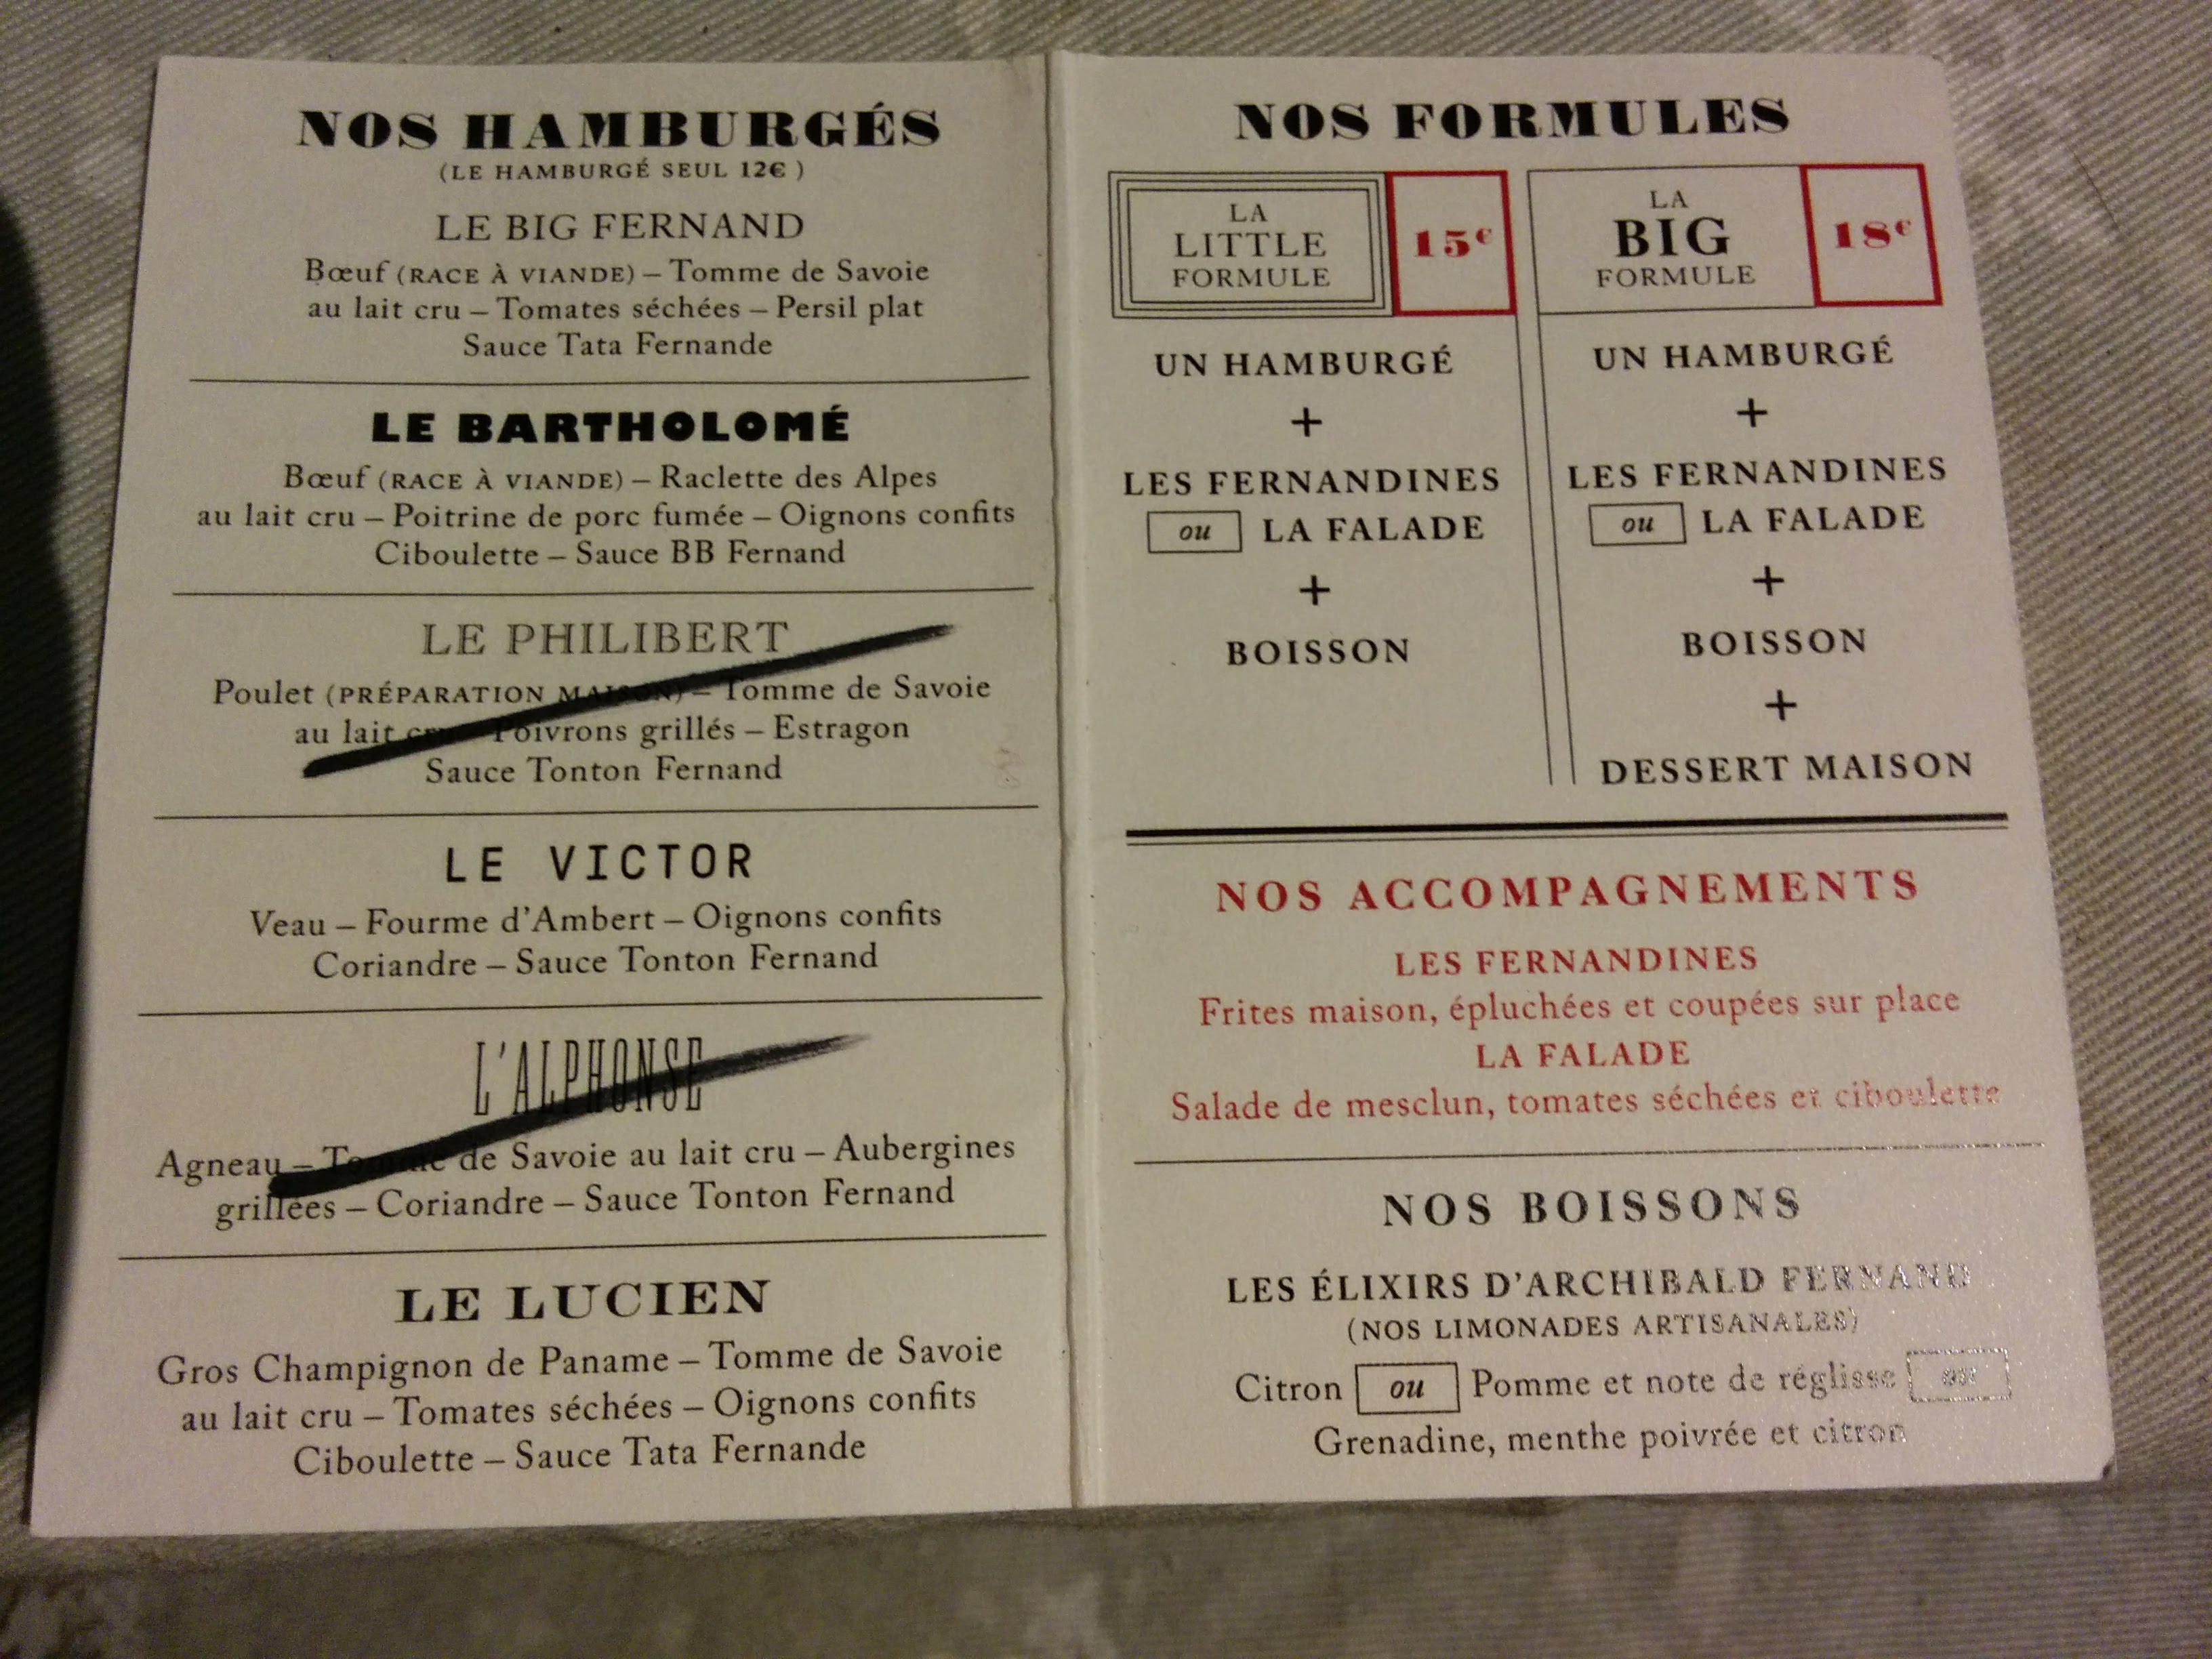 NOS HAMBURGÉS
(LE HAMBURGÉ SEUL 12€ )
LE BIG FERNAND
Bœuf (RACE À VIANDE) – Tomme de Savoie
au lait cru – Tomates séchées – Persil plat
Sauce Tata Fernande
LE BARTHOLOMÉ
Bœuf (RACE À VIANDE) – Raclette des Alpes
au lait cru – Poitrine de porc fumée – Oignons confits
Ciboulette – Sauce BB Fernand
LE PHILIBERT
Poulet (PRÉPARATION MAISON) – Tomme de Savoie
au lait cru – Poivrons grillés – Estragon
Sauce Tonton Fernand
LE VICTOR
Veau – Fourme d'Ambert – Oignons confits
Coriandre – Sauce Tonton Fernand
L'ALPHONSE
Agneau – Tomme de Savoie au lait cru – Aubergines
grillées – Coriandre – Sauce Tonton Fernand
LE LUCIEN
Gros Champignon de Paname – Tomme de Savoie
au lait cru – Tomates séchées – Oignons confits
Ciboulette – Sauce Tata Fernande
NOS FORMULES
LA
LITTLE
FORMULE
15€
UN HAMBURGÉ
+
LES FERNANDINES
ou LA FALADE
+
BOISSON
LA
BIG
FORMULE
18€
UN HAMBURGÉ
+
LES FERNANDINES
ou LA FALADE
+
BOISSON
+
DESSERT MAISON
NOS ACCOMPAGNEMENTS
LES FERNANDINES
Frites maison, épluchées et coupées sur place
LA FALADE
Salade de mesclun, tomates séchées et ciboulette
NOS BOISSONS
LES ÉLIXIRS D'ARCHIBALD FERNAND
(NOS LIMONADES ARTISANALES)
Citron ou Pomme et note de réglisse ou
Grenadine, menthe poivrée et citron